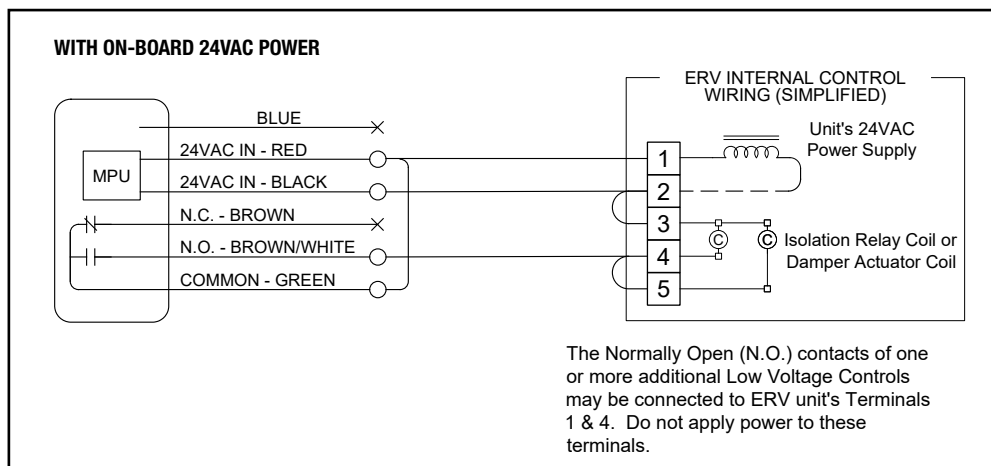 WITH ON-BOARD 24VAC POWER
ERV INTERNAL CONTROL
WIRING (SIMPLIFIED)
BLUE
Unit's 24VAC
Power Supply
24VAC IN - RED
1
MPU
24VAC IN - BLACK
2
N.C. - BROWN
3
N.O. - BROWN/WHITE
C
C
Isolation Relay Coil or
Damper Actuator Coil
4
COMMON - GREEN
5
The Normally Open (N.O.) contacts of one
or more additional Low Voltage Controls
may be connected to ERV unit's Terminals
1 & 4. Do not apply power to these
terminals.